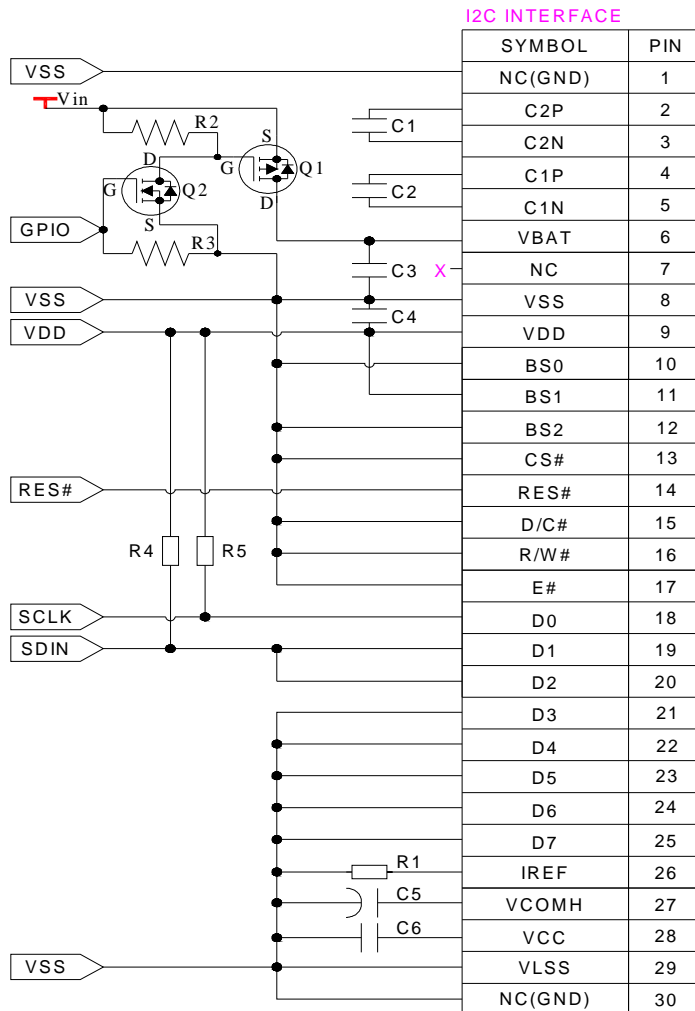 I2C INTERFACE
SYMBOL PIN
VSS NC(GND) 1
Vin
R2 S C1 C2P 2
C2N 3
D G Q1 C1P 4
G Q2 D C2 C1N 5
GPIO S R3 VBAT 6
C3 X NC 7
VSS VSS 8
C4
VDD VDD 9
BS0 10
BS1 11
BS2 12
CS# 13
RES# RES# 14
D/C# 15
R4 R5 R/W# 16
E# 17
SCLK D0 18
SDIN D1 19
D2 20
D3 21
D4 22
D5 23
D6 24
D7 25
R1 IREF 26
C5 VCOMH 27
C6 VCC 28
VSS VLSS 29
NC(GND) 30